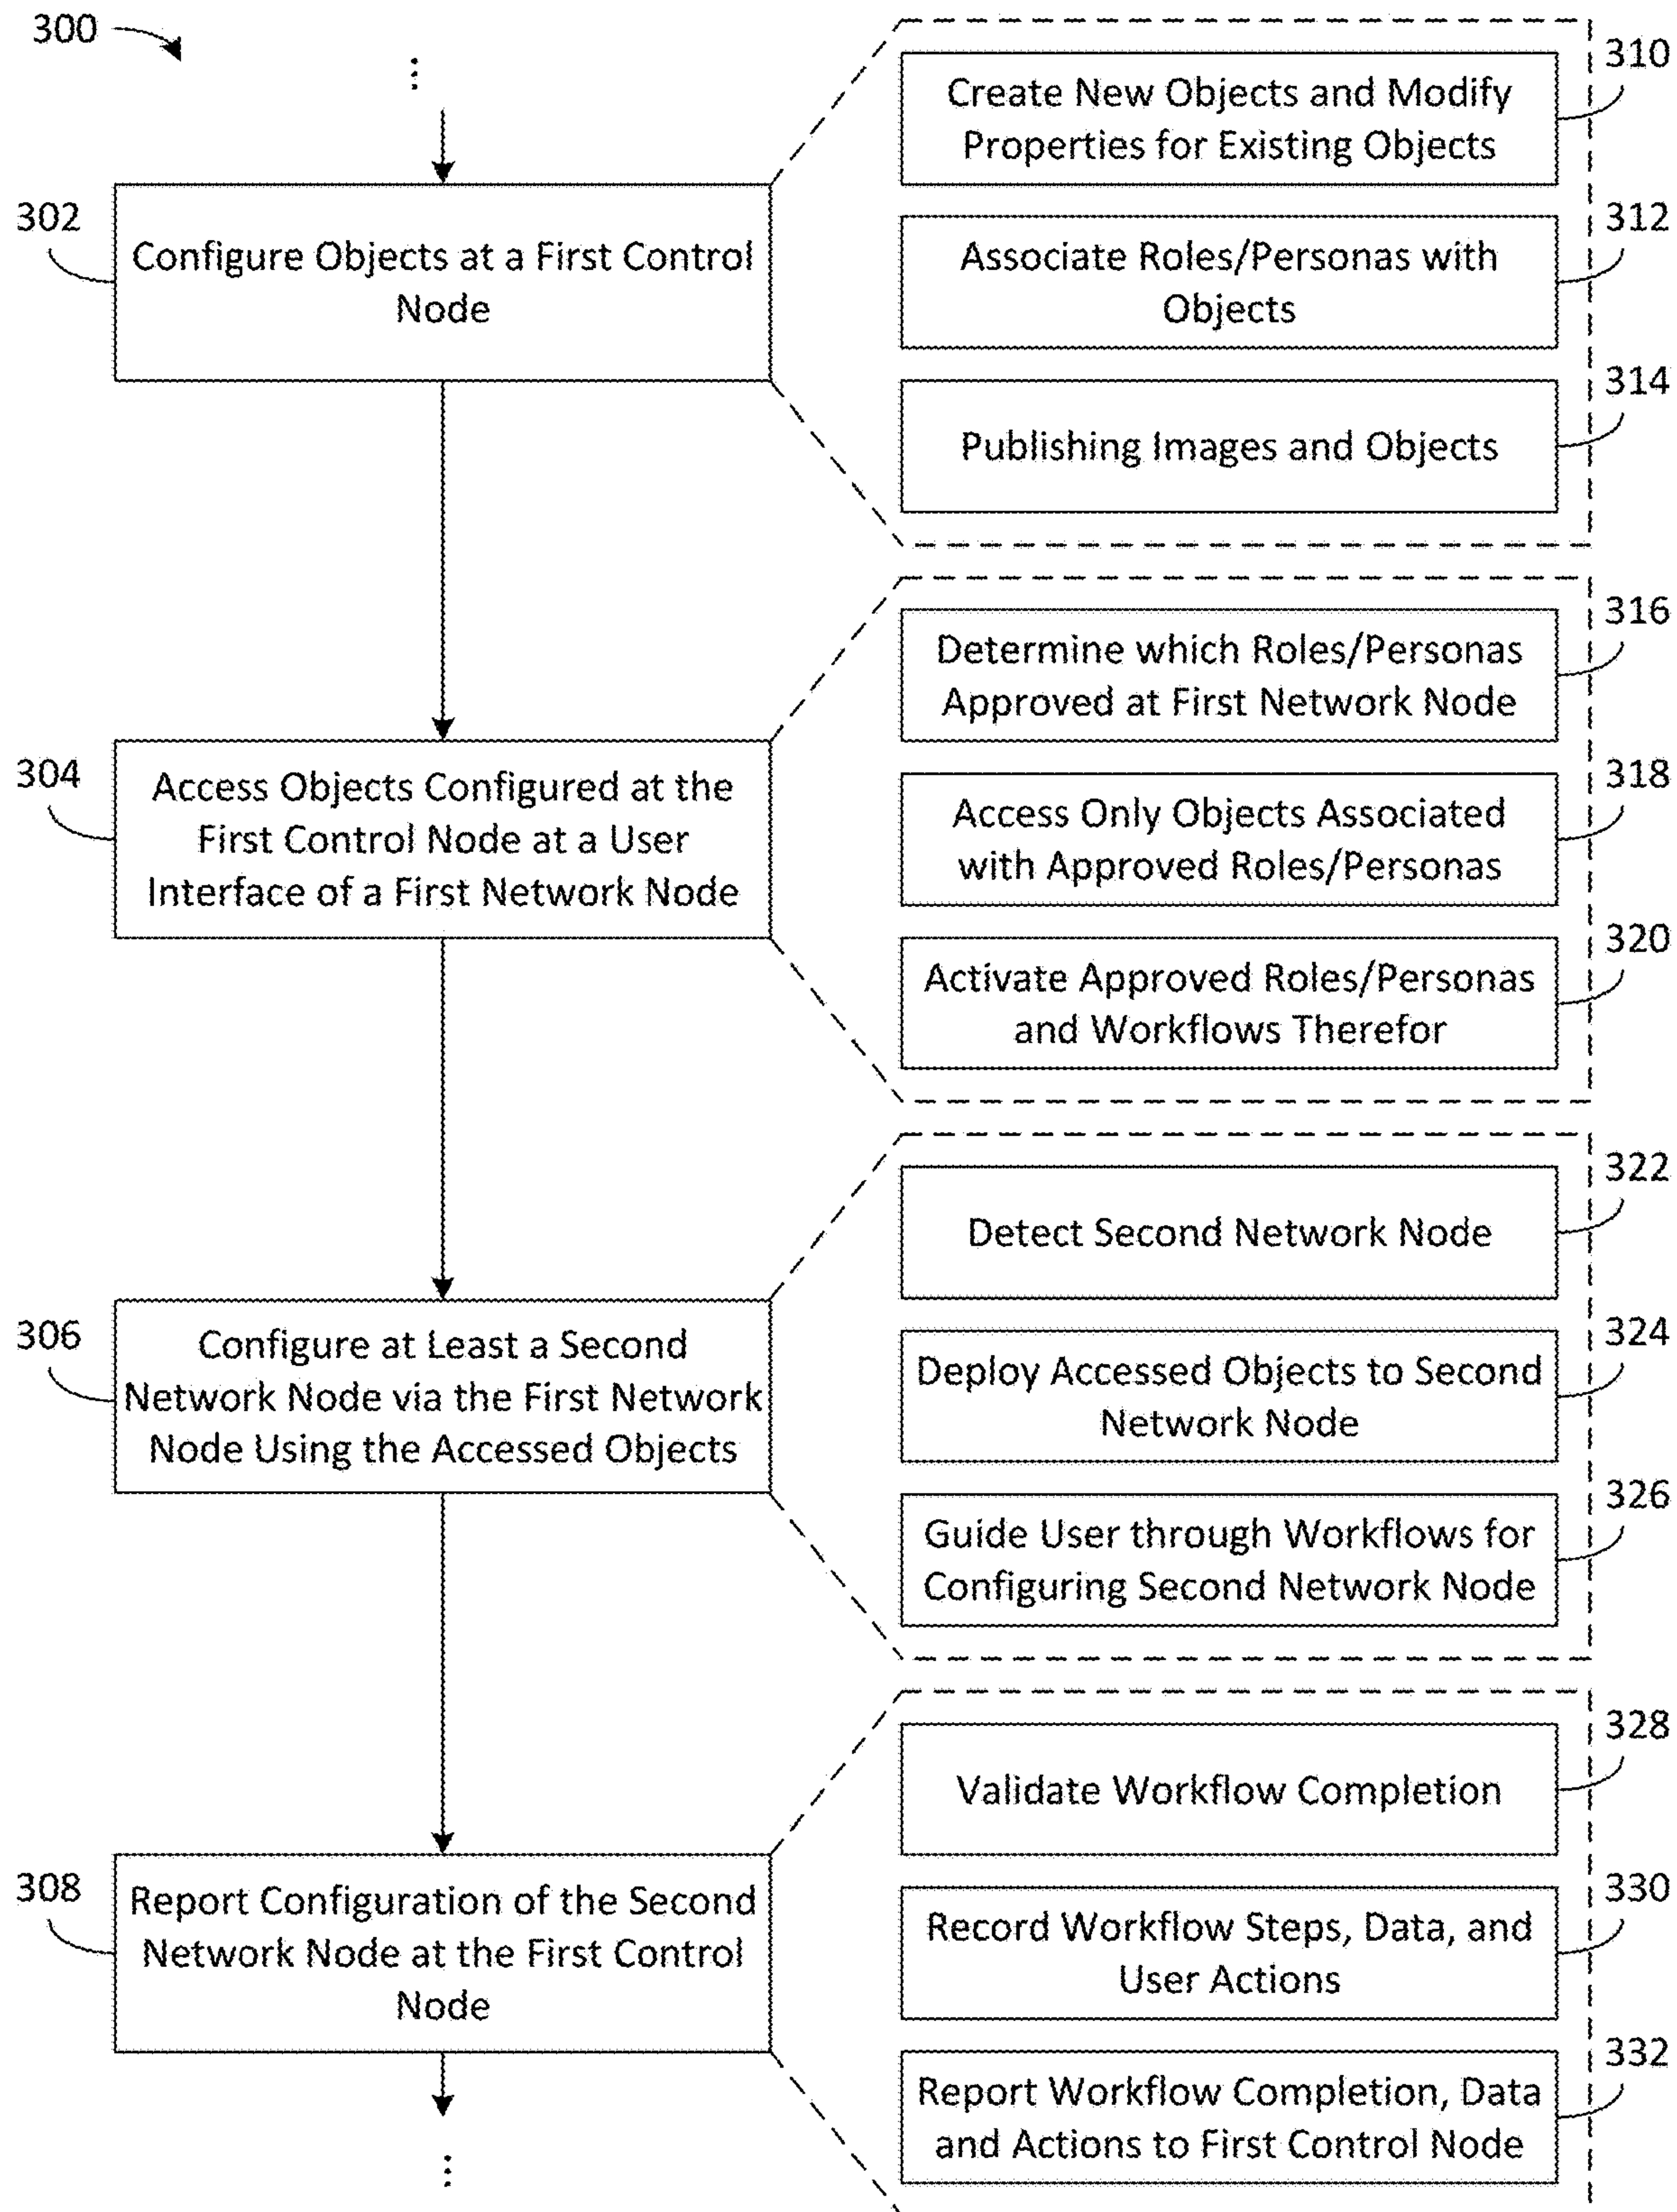 300
⋮
302
Configure Objects at a First Control
Node
310
Create New Objects and Modify
Properties for Existing Objects
312
Associate Roles/Personas with
Objects
314
Publishing Images and Objects
304
Access Objects Configured at the
First Control Node at a User
Interface of a First Network Node
316
Determine which Roles/Personas
Approved at First Network Node
318
Access Only Objects Associated
with Approved Roles/Personas
320
Activate Approved Roles/Personas
and Workflows Therefor
306
Configure at Least a Second
Network Node via the First Network
Node Using the Accessed Objects
322
Detect Second Network Node
324
Deploy Accessed Objects to Second
Network Node
326
Guide User through Workflows for
Configuring Second Network Node
308
Report Configuration of the Second
Network Node at the First Control
Node
328
Validate Workflow Completion
330
Record Workflow Steps, Data, and
User Actions
332
Report Workflow Completion, Data
and Actions to First Control Node
⋮